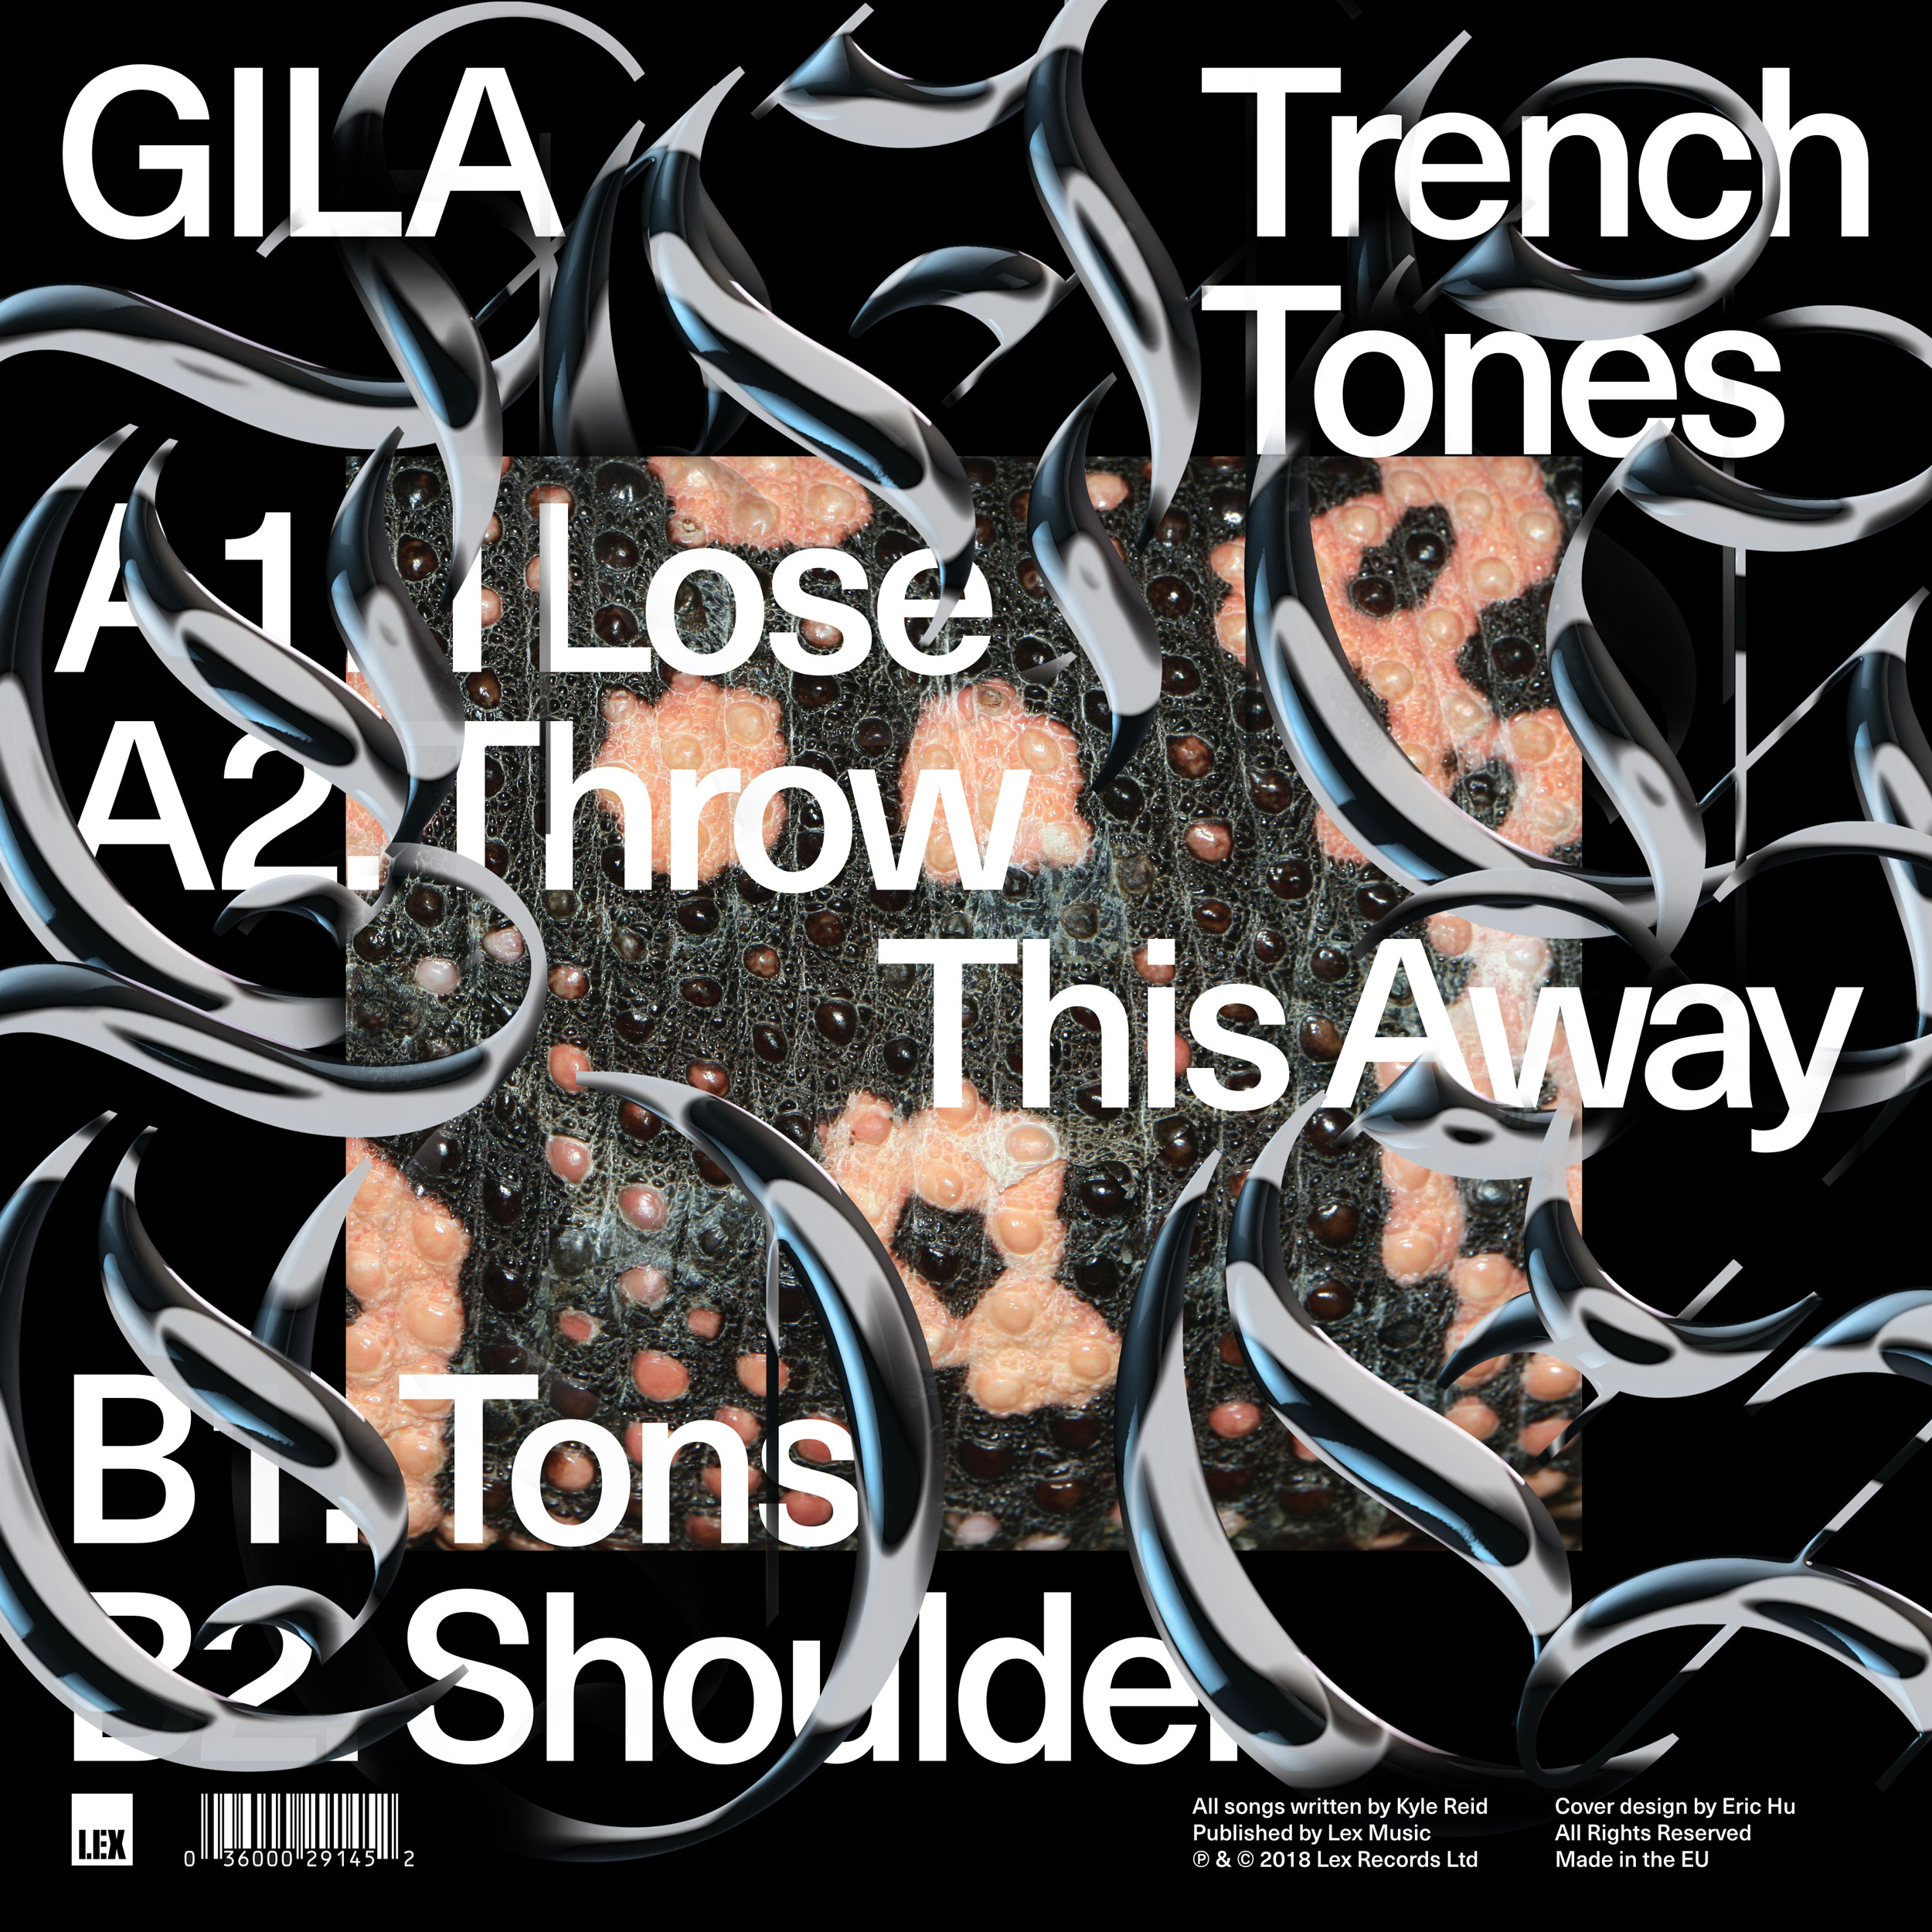 GILA
Trench
Tones
A1. I Lose
A2. Throw
This Away
B1. Tons
B2. Shoulder
LEX
0 36000 29145 2
All songs written by Kyle Reid
Published by Lex Music
℗ & © 2018 Lex Records Ltd
Cover design by Eric Hu
All Rights Reserved
Made in the EU